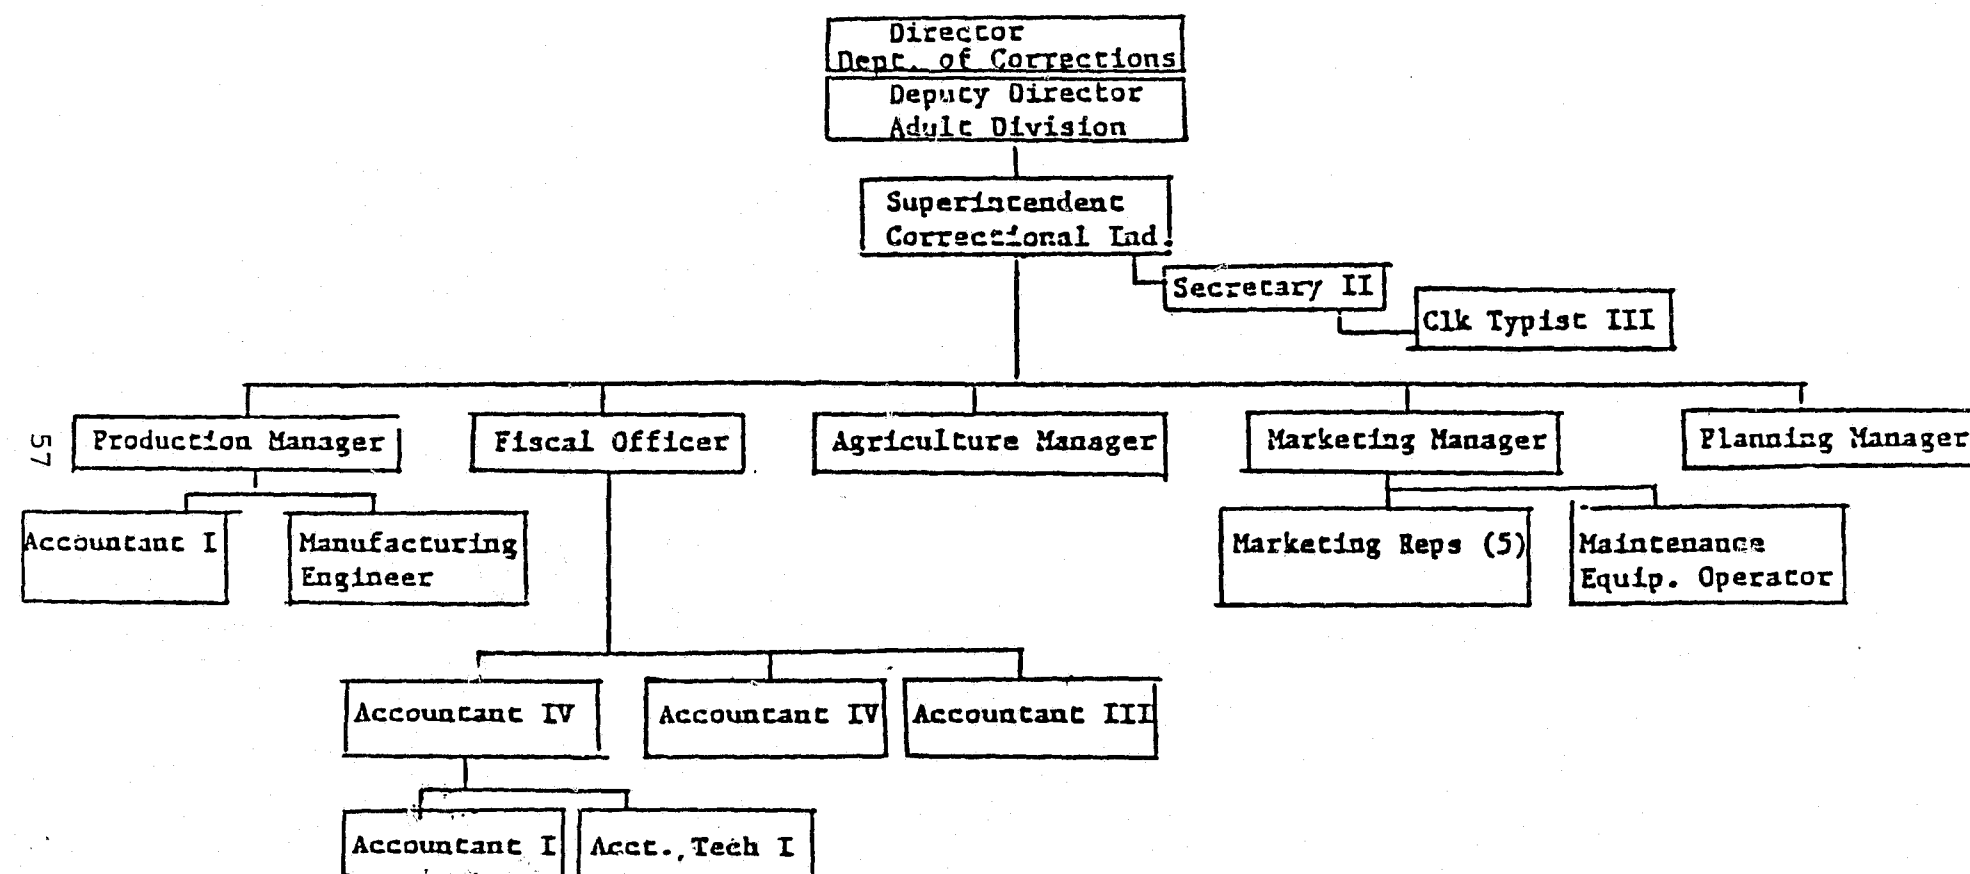 Director
Dept. of Corrections
Deputy Director
Adult Division
Superintendent
Correctional Ind.
Secretary II
Clk Typist III
57
Production Manager
Fiscal Officer
Agriculture Manager
Marketing Manager
Planning Manager
Accountant I
Manufacturing
Engineer
Marketing Reps (5)
Maintenance
Equip. Operator
Accountant IV
Accountant IV
Accountant III
Accountant I
Acct., Tech I